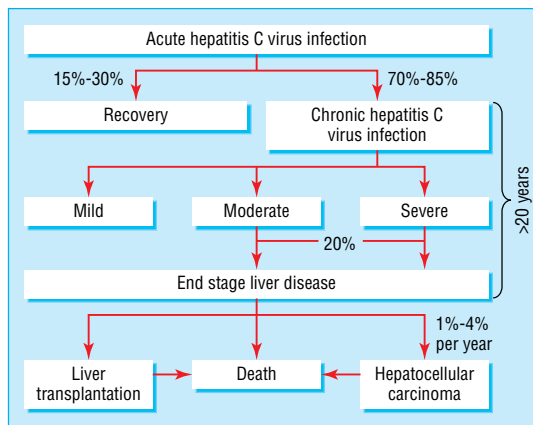 Acute hepatitis C virus infection
15%-30%
70%-85%
Recovery
Chronic hepatitis C
virus infection
>20 years
Mild
Moderate
Severe
20%
End stage liver disease
1%-4%
per year
Liver
transplantation
Death
Hepatocellular
carcinoma